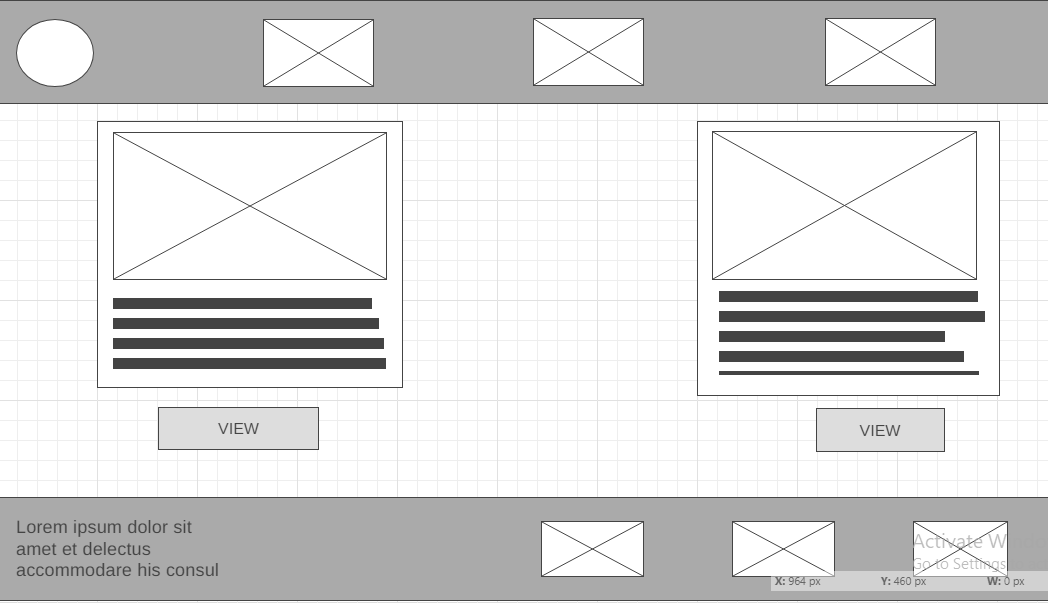 VIEW
VIEW
Lorem ipsum dolor sit
amet et delectus
accommodare his consul
Activate W
Go to Settings
X: 964 px Y: 460 px W: 0 px